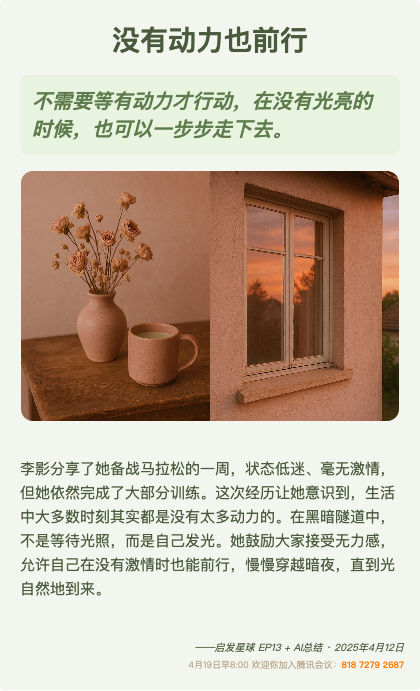 没有动力也前行
不需要等有动力才行动，在没有光亮的
时候，也可以一步步走下去。
李影分享了她备战马拉松的一周，状态低迷、毫无激情，
但她依然完成了大部分训练。这次经历让她意识到，生活
中大多数时刻其实都是没有太多动力的。在黑暗隧道中，
不是等待光照，而是自己发光。她鼓励大家接受无力感，
允许自己在没有激情时也能前行，慢慢穿越暗夜，直到光
自然地到来。
——启发星球 EP13 + AI总结 · 2025年4月12日
4月19日早8:00 欢迎你加入腾讯会议：818 7279 2687